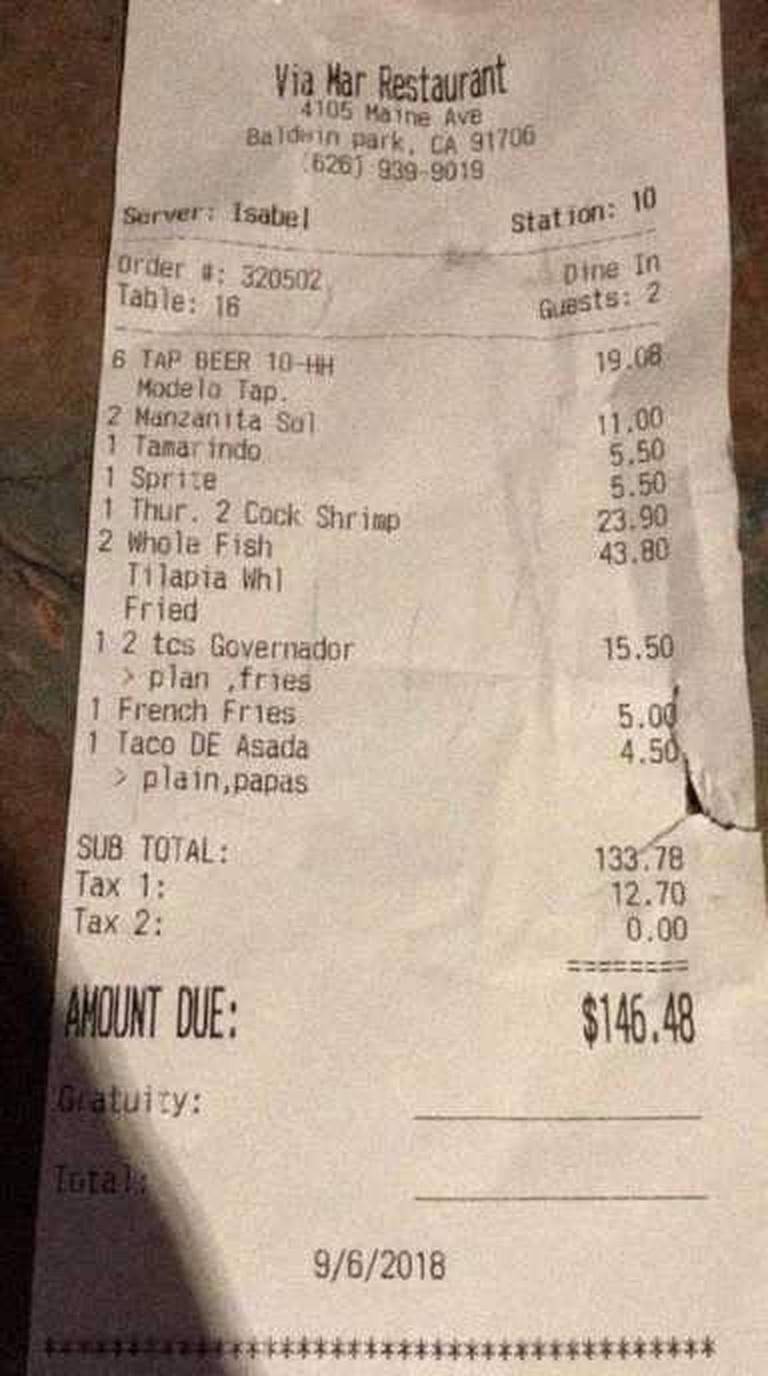 Via Mar Restaurant
4105 Maine Ave
Baldwin park, CA 91706
(626) 939-9019
Server: Isabel Station: 10
Order #: 320502 Dine In
Table: 16 Guests: 2
6 TAP BEER 10-HH 19.08
Modelo Tap.
2 Manzanita Sol 11.00
1 Tamarindo 5.50
1 Sprite 5.50
1 Thur. 2 Cock Shrimp 23.90
2 Whole Fish 43.80
Tilapia Whl
Fried
1 2 tcs Governador 15.50
> plan ,fries
1 French Fries 5.00
1 Taco DE Asada 4.50
> plain,papas
SUB TOTAL: 133.78
Tax 1: 12.70
Tax 2: 0.00
=======
AMOUNT DUE: $146.48
Gratuity:
Total:
9/6/2018
*****************************************